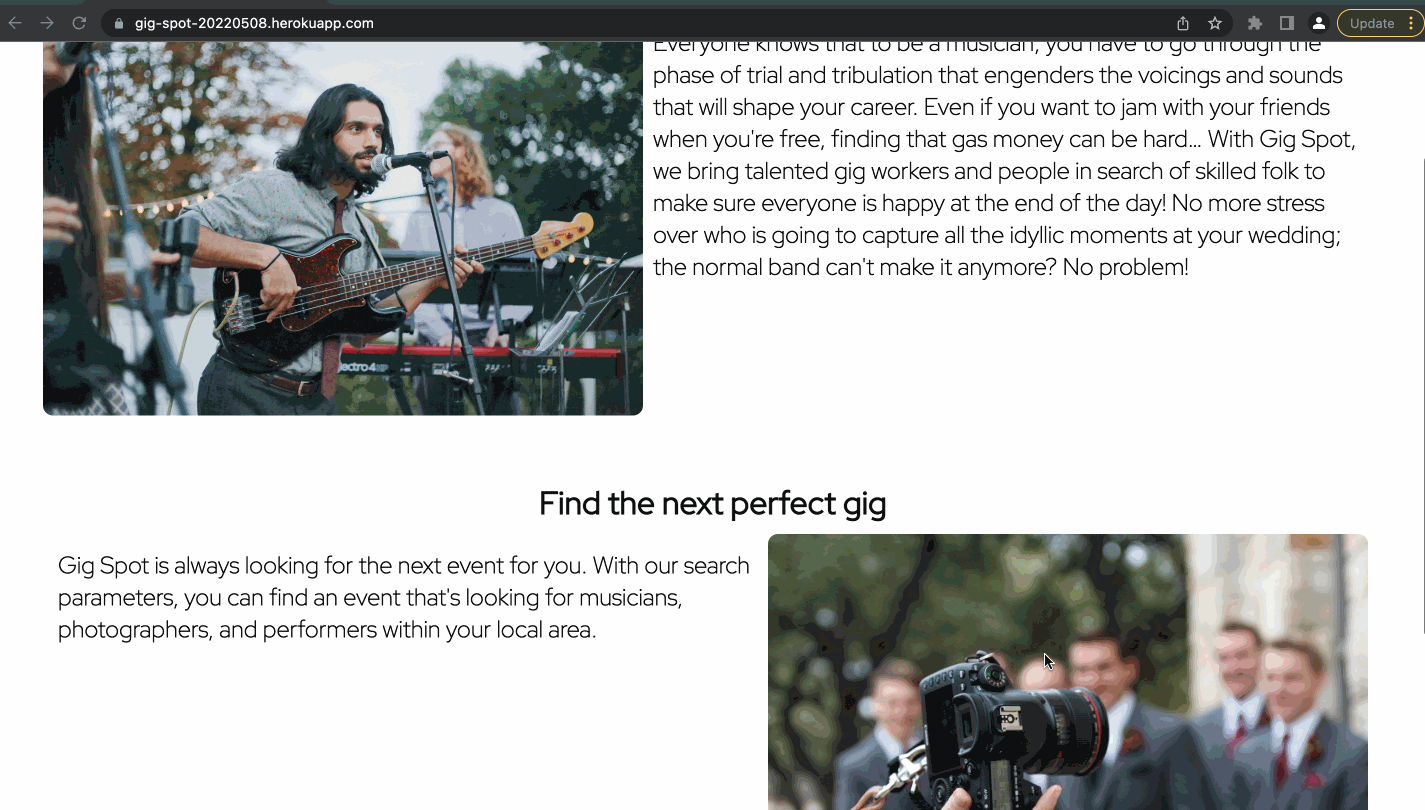 gig-spot-20220508.herokuapp.com
Update
Everyone knows that to be a musician, you have to go through the
phase of trial and tribulation that engenders the voicings and sounds
that will shape your career. Even if you want to jam with your friends
when you're free, finding that gas money can be hard... With Gig Spot,
we bring talented gig workers and people in search of skilled folk to
make sure everyone is happy at the end of the day! No more stress
over who is going to capture all the idyllic moments at your wedding;
the normal band can't make it anymore? No problem!
electro 4
Find the next perfect gig
Gig Spot is always looking for the next event for you. With our search
parameters, you can find an event that's looking for musicians,
photographers, and performers within your local area.